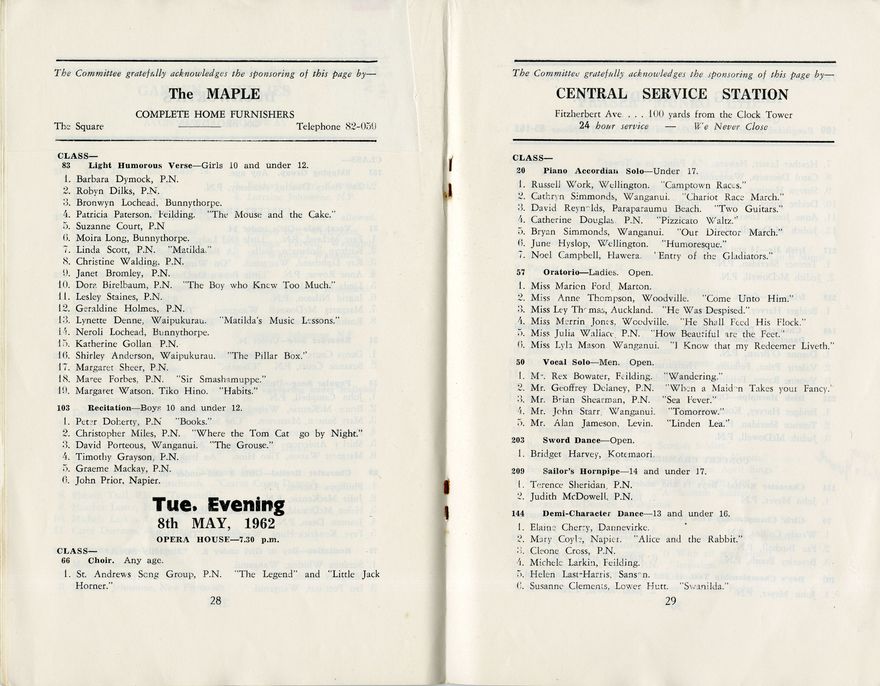 The Committee gratefully acknowledges the sponsoring of this page by—
The MAPLE
COMPLETE HOME FURNISHERS
The Square Telephone 82-050
CLASS—
83 Light Humorous Verse—Girls 10 and under 12.
1. Barbara Dymock, P.N.
2. Robyn Dilks, P.N.
3. Bronwyn Lochead, Bunnythorpe.
4. Patricia Paterson, Feilding. "The Mouse and the Cake."
5. Suzanne Court, P.N
6. Moira Long, Bunnythorpe.
7. Linda Scott, P.N. "Matilda."
8. Christine Walding, P.N.
9. Janet Bromley, P.N.
10. Dora Birelbaum, P.N. "The Boy who Knew Too Much."
11. Lesley Staines, P.N.
12. Geraldine Holmes, P.N.
13. Lynette Denne, Waipukurau. "Matilda's Music Lessons."
14. Neroli Lochead, Bunnythorpe.
15. Katherine Gollan P.N.
16. Shirley Anderson, Waipukurau. "The Pillar Box."
17. Margaret Sheer, P.N.
18. Maree Forbes, P.N. "Sir Smashamuppe."
19. Margaret Watson. Tiko Hino. "Habits."
103 Recitation—Boys 10 and under 12.
1. Peter Doherty, P.N "Books."
2. Christopher Miles, P.N. "Where the Tom Cat go by Night."
3. David Porteous, Wanganui. "The Grouse."
4. Timothy Grayson, P.N.
5. Graeme Mackay, P.N.
6. John Prior, Napier.
Tue. Evening
8th MAY, 1962
OPERA HOUSE—7.30 p.m.
CLASS—
66 Choir. Any age.
1. St. Andrews Song Group, P.N. "The Legend" and "Little Jack
Horner."
28
The Committee gratefully acknowledges the sponsoring of this page by—
CENTRAL SERVICE STATION
Fitzherbert Ave . . . 100 yards from the Clock Tower
24 hour service — We Never Close
CLASS—
20 Piano Accordian Solo—Under 17.
1. Russell Work, Wellington. "Camptown Races."
2. Cathryn Simmonds, Wanganui. "Chariot Race March."
3. David Reynolds, Paraparaumu Beach. "Two Guitars."
4. Catherine Douglas P.N. "Pizzicato Waltz."
5. Bryan Simmonds, Wanganui. "Our Director March."
6. June Hyslop, Wellington. "Humoresque."
7. Noel Campbell, Hawera. "Entry of the Gladiators."
57 Oratorio—Ladies. Open.
1. Miss Marion Ford Marton.
2. Miss Anne Thompson, Woodville. "Come Unto Him."
3. Miss Ley Thomas, Auckland. "He Was Despised."
4. Miss Merrin Jones, Woodville. "He Shall Feed His Flock."
5. Miss Julia Wallace, P.N. "How Beautiful are the Feet."
6. Miss Lyla Mason Wanganui. "I Know that my Redeemer Liveth."
50 Vocal Solo—Men. Open.
1. Mr. Rex Bowater, Feilding. "Wandering."
2. Mr. Geoffrey Delaney, P.N. "When a Maiden Takes your Fancy."
3. Mr. Brian Shearman, P.N. "Sea Fever."
4. Mr. John Starr Wanganui. "Tomorrow."
5. Mr. Alan Jameson, Levin. "Linden Lea."
203 Sword Dance—Open.
1. Bridget Harvey, Kotemaori.
209 Sailor's Hornpipe—14 and under 17.
1. Terence Sheridan, P.N.
2. Judith McDowell, P.N.
144 Demi-Character Dance—13 and under 16.
1. Elaine Cherry, Dannevirke.
2. Mary Coyle, Napier. "Alice and the Rabbit."
3. Cleone Cross, P.N.
4. Michele Larkin, Feilding.
5. Helen Last-Harris, Sanson.
6. Susanne Clements, Lower Hutt. "Swanilda."
29